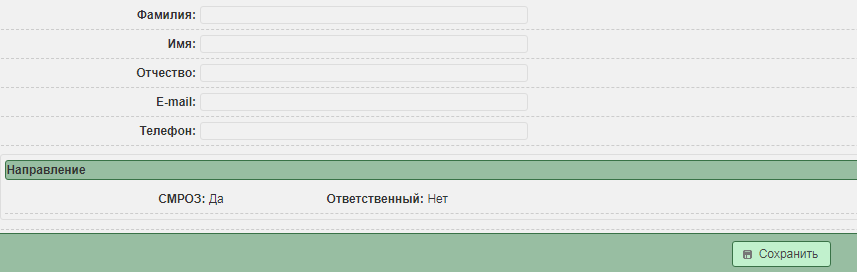 Фамилия:
Имя:
Отчество:
E-mail:
Телефон:
Направление
СМРОЗ: Да Ответственный: Нет
Сохранить